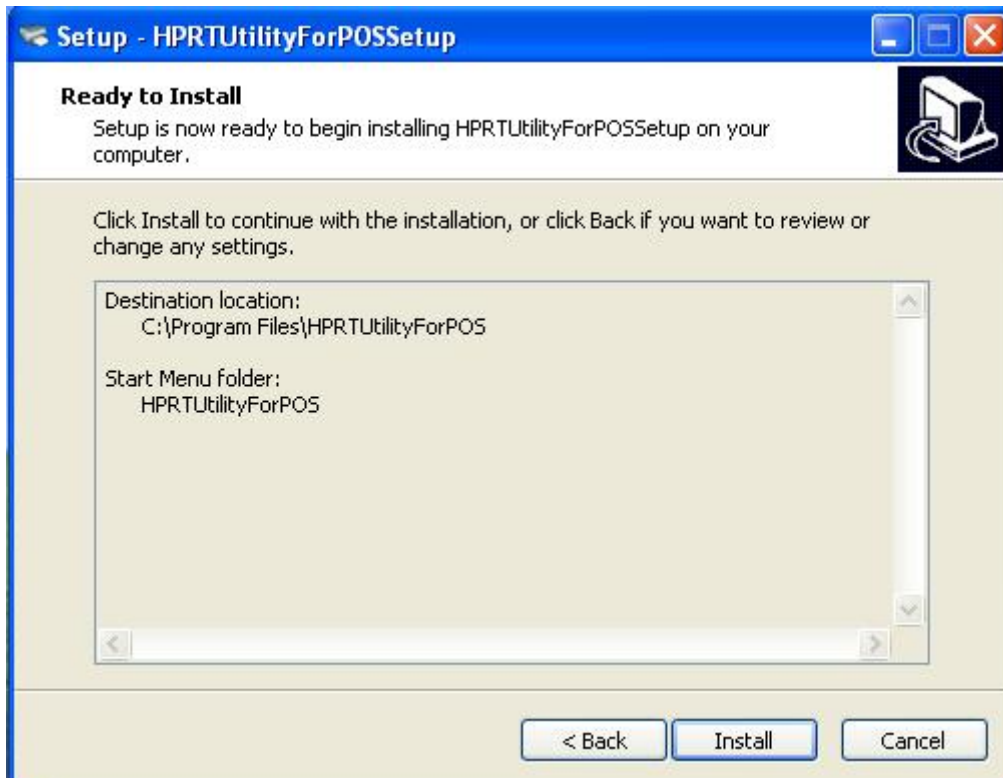 Setup - HPRTUtilityForPOSSetup
Ready to Install
Setup is now ready to begin installing HPRTUtilityForPOSSetup on your
computer.
Click Install to continue with the installation, or click Back if you want to review or
change any settings.
Destination location:
C:\Program Files\HPRTUtilityForPOS
Start Menu folder:
HPRTUtilityForPOS
< Back
Install
Cancel